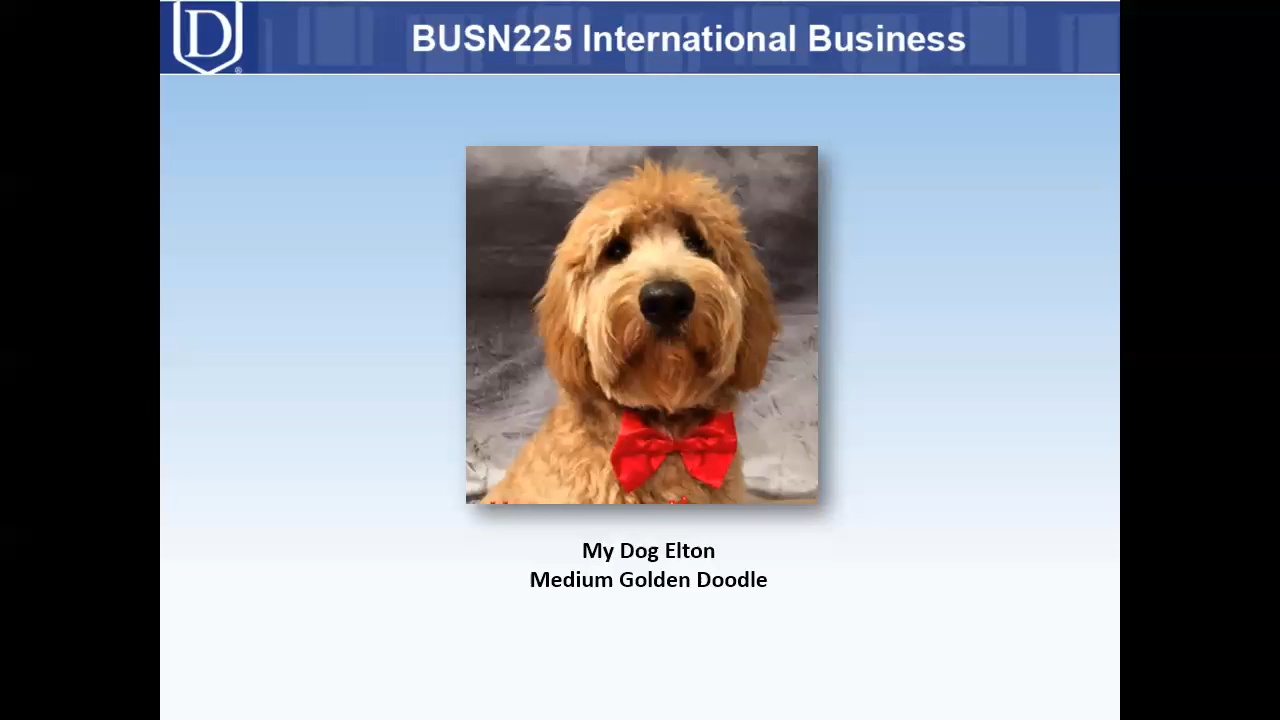 D
®
BUSN225 International Business
My Dog Elton
Medium Golden Doodle